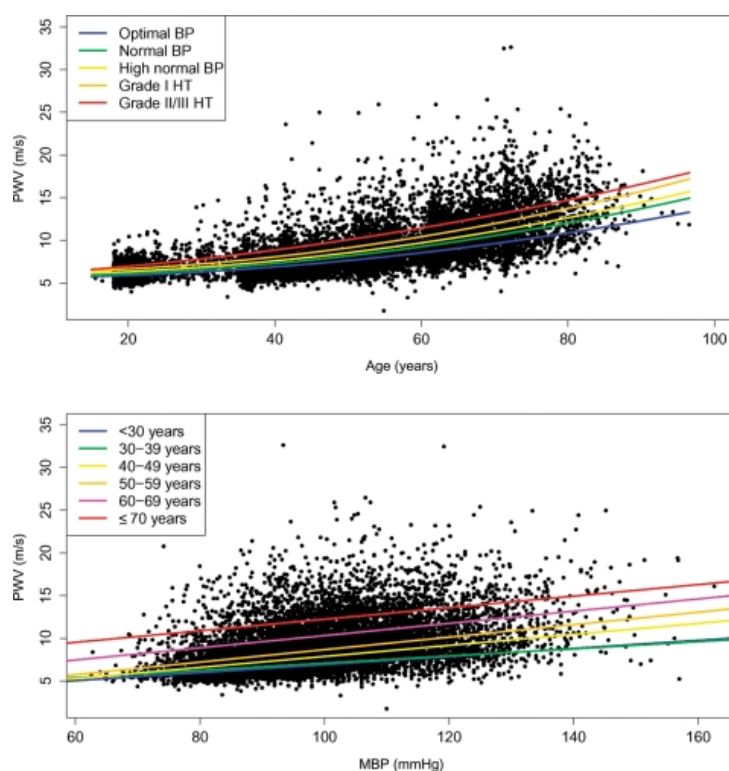 35
30
25
20
15
10
5
PWV (m/s)
Optimal BP
Normal BP
High normal BP
Grade I HT
Grade II/III HT
20 40 60 80 100
Age (years)
35
30
25
20
15
10
5
PWV (m/s)
<30 years
30–39 years
40–49 years
50–59 years
60–69 years
≤ 70 years
60 80 100 120 140 160
MBP (mmHg)